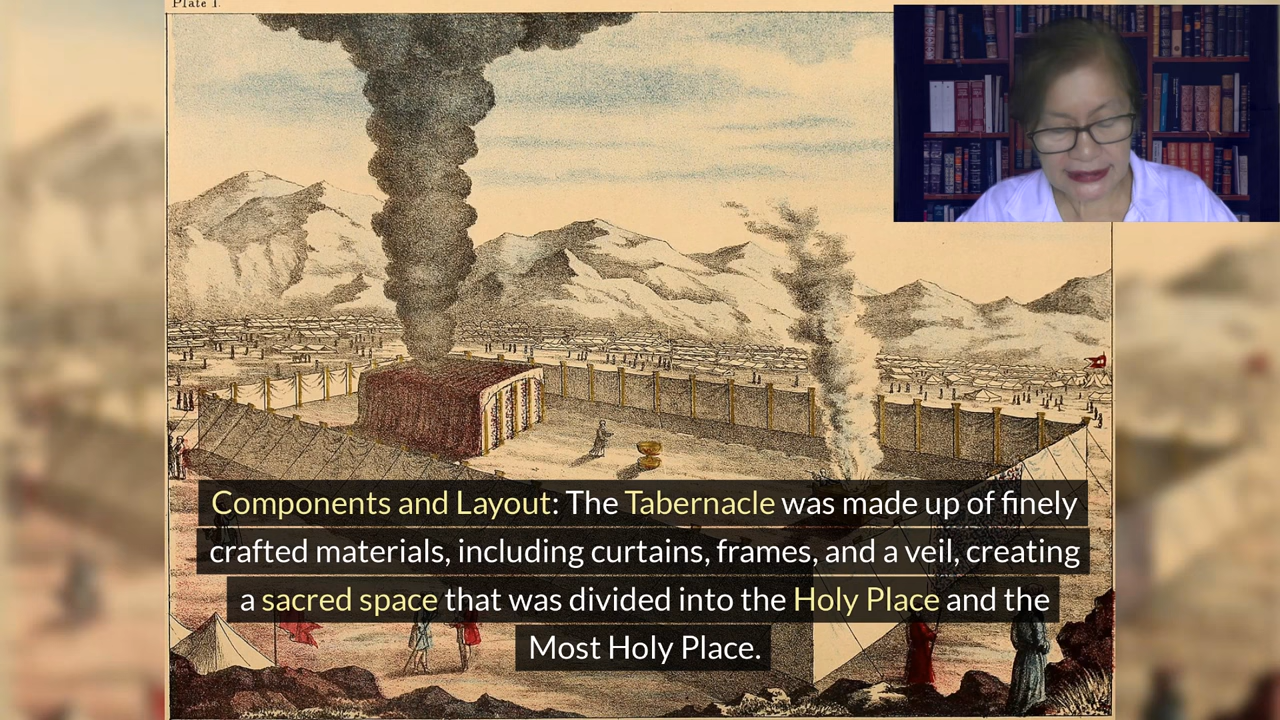 Plate 1.
Components and Layout: The Tabernacle was made up of finely
crafted materials, including curtains, frames, and a veil, creating
a sacred space that was divided into the Holy Place and the
Most Holy Place.